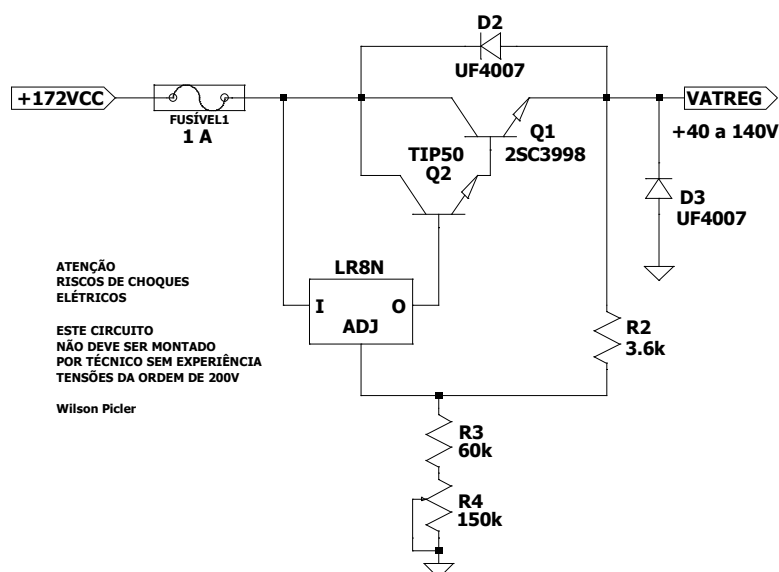 D2
UF4007
+172VCC
FUSÍVEL1
1 A
VATREG
+40 a 140V
TIP50
Q2
Q1
2SC3998
D3
UF4007
LR8N
I
O
ADJ
R2
3.6k
ATENÇÃO
RISCOS DE CHOQUES
ELÉTRICOS
ESTE CIRCUITO
NÃO DEVE SER MONTADO
POR TÉCNICO SEM EXPERIÊNCIA
TENSÕES DA ORDEM DE 200V
Wilson Picler
R3
60k
R4
150k